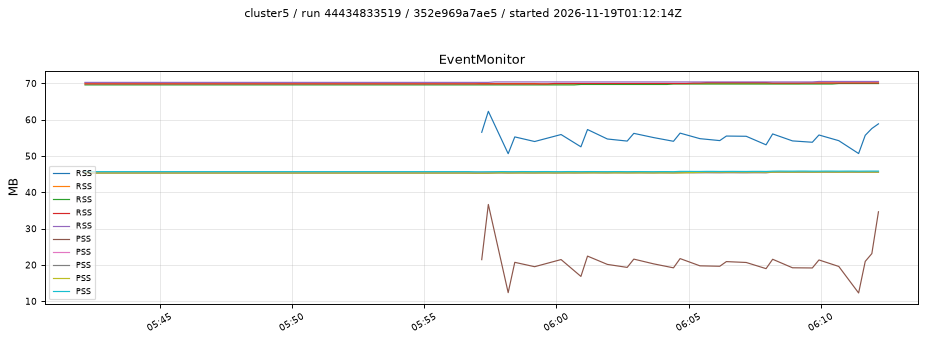 cluster5 / run 44434833519 / 352e969a7ae5 / started 2026-11-19T01:12:14Z
EventMonitor
70
60
50
40
30
20
10
MB
RSS
RSS
RSS
RSS
RSS
PSS
PSS
PSS
PSS
PSS
05:45
05:50
05:55
06:00
06:05
06:10